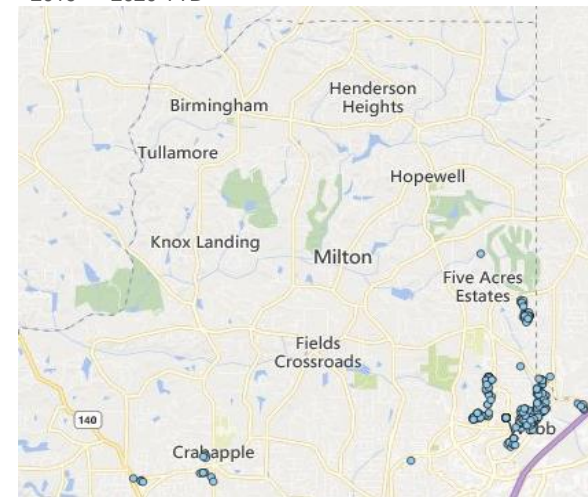 Birmingham
Henderson
Heights
Tullamore
Hopewell
Knox Landing
Milton
Five Acres
Estates
Fields
Crossroads
140
Crabapple